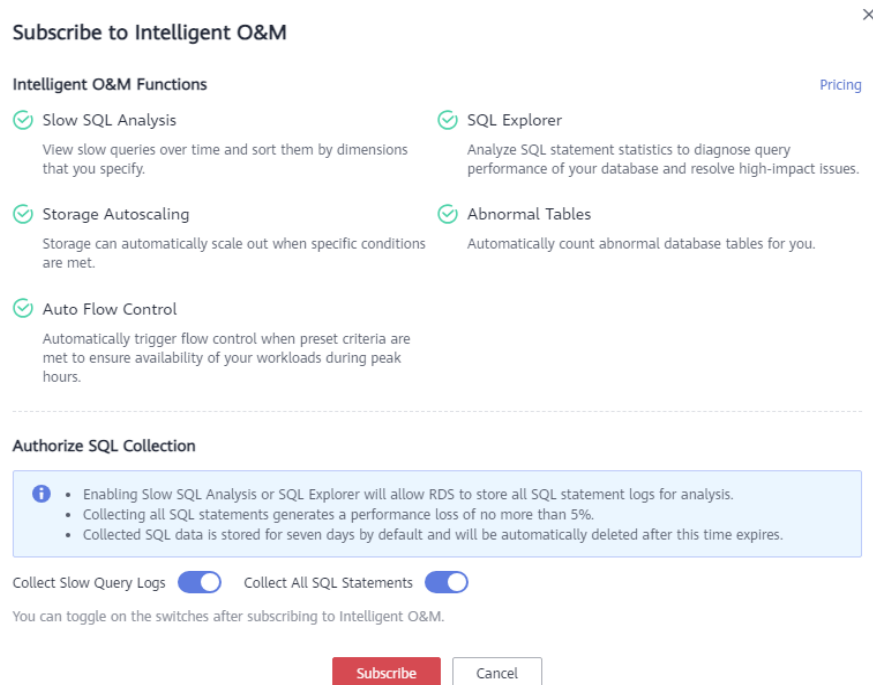 Subscribe to Intelligent O&M
Intelligent O&M Functions
Pricing
Slow SQL Analysis
View slow queries over time and sort them by dimensions
that you specify.
SQL Explorer
Analyze SQL statement statistics to diagnose query
performance of your database and resolve high-impact issues.
Storage Autoscaling
Storage can automatically scale out when specific conditions
are met.
Abnormal Tables
Automatically count abnormal database tables for you.
Auto Flow Control
Automatically trigger flow control when preset criteria are
met to ensure availability of your workloads during peak
hours.
Authorize SQL Collection
• Enabling Slow SQL Analysis or SQL Explorer will allow RDS to store all SQL statement logs for analysis.
• Collecting all SQL statements generates a performance loss of no more than 5%.
• Collected SQL data is stored for seven days by default and will be automatically deleted after this time expires.
Collect Slow Query Logs
Collect All SQL Statements
You can toggle on the switches after subscribing to Intelligent O&M.
Subscribe
Cancel